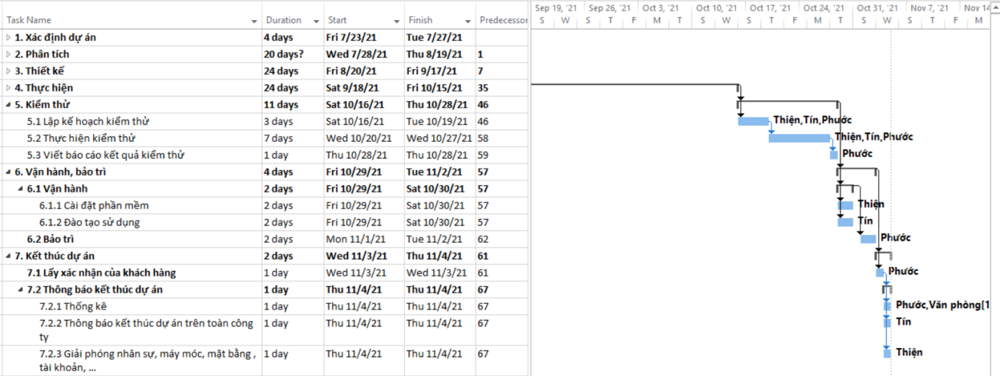 Sep 19, '21 Sep 26, '21 Oct 3, '21 Oct 10, '21 Oct 17, '21 Oct 24, '21 Oct 31, '21 Nov 7, '21 Nov 14
Task Name Duration Start Finish Predecessor S W S T F M S W S T F M T S W S T F M
1. Xác định dự án 4 days Fri 7/23/21 Tue 7/27/21
2. Phân tích 20 days? Wed 7/28/21 Thu 8/19/21 1
3. Thiết kế 24 days Fri 8/20/21 Fri 9/17/21 7
4. Thực hiện 24 days Sat 9/18/21 Fri 10/15/21 35
5. Kiểm thử 11 days Sat 10/16/21 Thu 10/28/21 46
5.1 Lập kế hoạch kiểm thử 3 days Sat 10/16/21 Tue 10/19/21 46 Thiện,Tín,Phước
5.2 Thực hiện kiểm thử 7 days Wed 10/20/21 Wed 10/27/21 58 Thiện,Tín,Phước
5.3 Viết báo cáo kết quả kiểm thử 1 day Thu 10/28/21 Thu 10/28/21 59 Phước
6. Vận hành, bảo trì 4 days Fri 10/29/21 Tue 11/2/21 57
6.1 Vận hành 2 days Fri 10/29/21 Sat 10/30/21 57
6.1.1 Cài đặt phần mềm 2 days Fri 10/29/21 Sat 10/30/21 57 Thiện
6.1.2 Đào tạo sử dụng 2 days Fri 10/29/21 Sat 10/30/21 57 Tín
6.2 Bảo trì 2 days Mon 11/1/21 Tue 11/2/21 62 Phước
7. Kết thúc dự án 2 days Wed 11/3/21 Thu 11/4/21 61
7.1 Lấy xác nhận của khách hàng 1 day Wed 11/3/21 Wed 11/3/21 61 Phước
7.2 Thông báo kết thúc dự án 1 day Thu 11/4/21 Thu 11/4/21 67
7.2.1 Thống kê 1 day Thu 11/4/21 Thu 11/4/21 67 Phước,Văn phòng[1
7.2.2 Thông báo kết thúc dự án trên toàn công 1 day Thu 11/4/21 Thu 11/4/21 67 Tín
ty
7.2.3 Giải phóng nhân sự, máy móc, mặt bằng , 1 day Thu 11/4/21 Thu 11/4/21 67 Thiện
tài khoản, ...